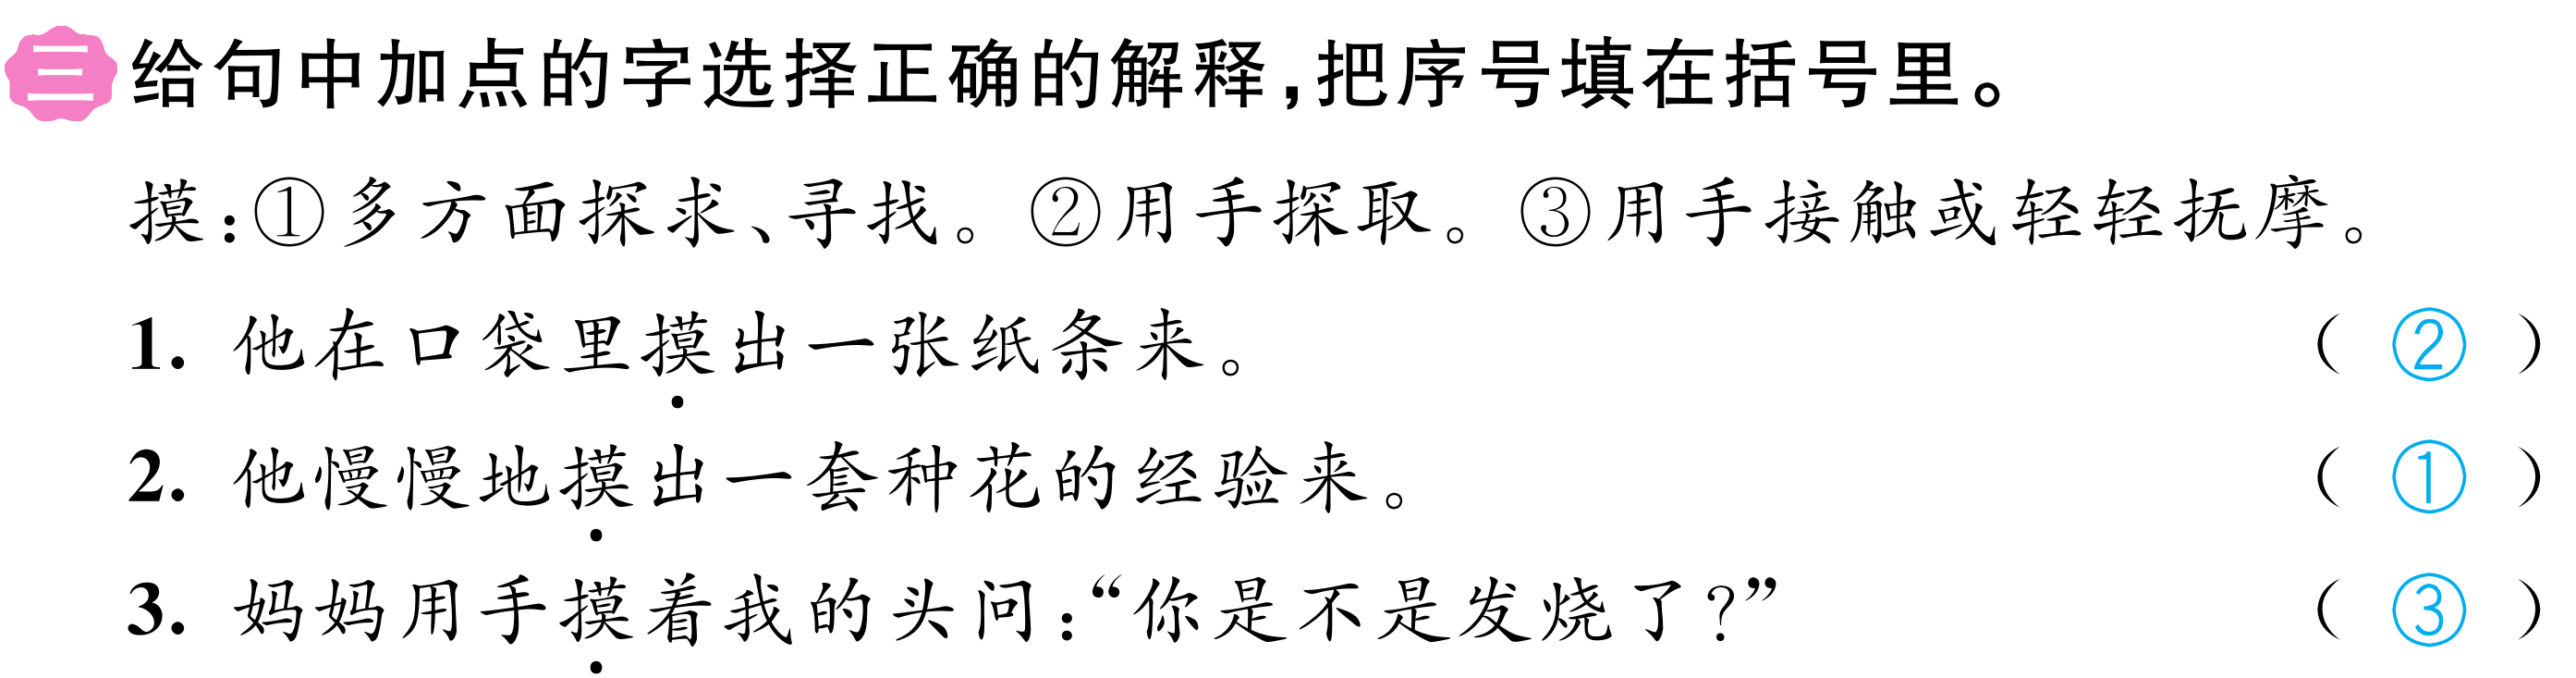 三 给句中加点的字选择正确的解释,把序号填在括号里。
摸:①多方面探求、寻找。②用手探取。③用手接触或轻轻抚摩。
1. 他在口袋里摸出一张纸条来。 ( ② )
2. 他慢慢地摸出一套种花的经验来。 ( ① )
3. 妈妈用手摸着我的头问:“你是不是发烧了?” ( ③ )